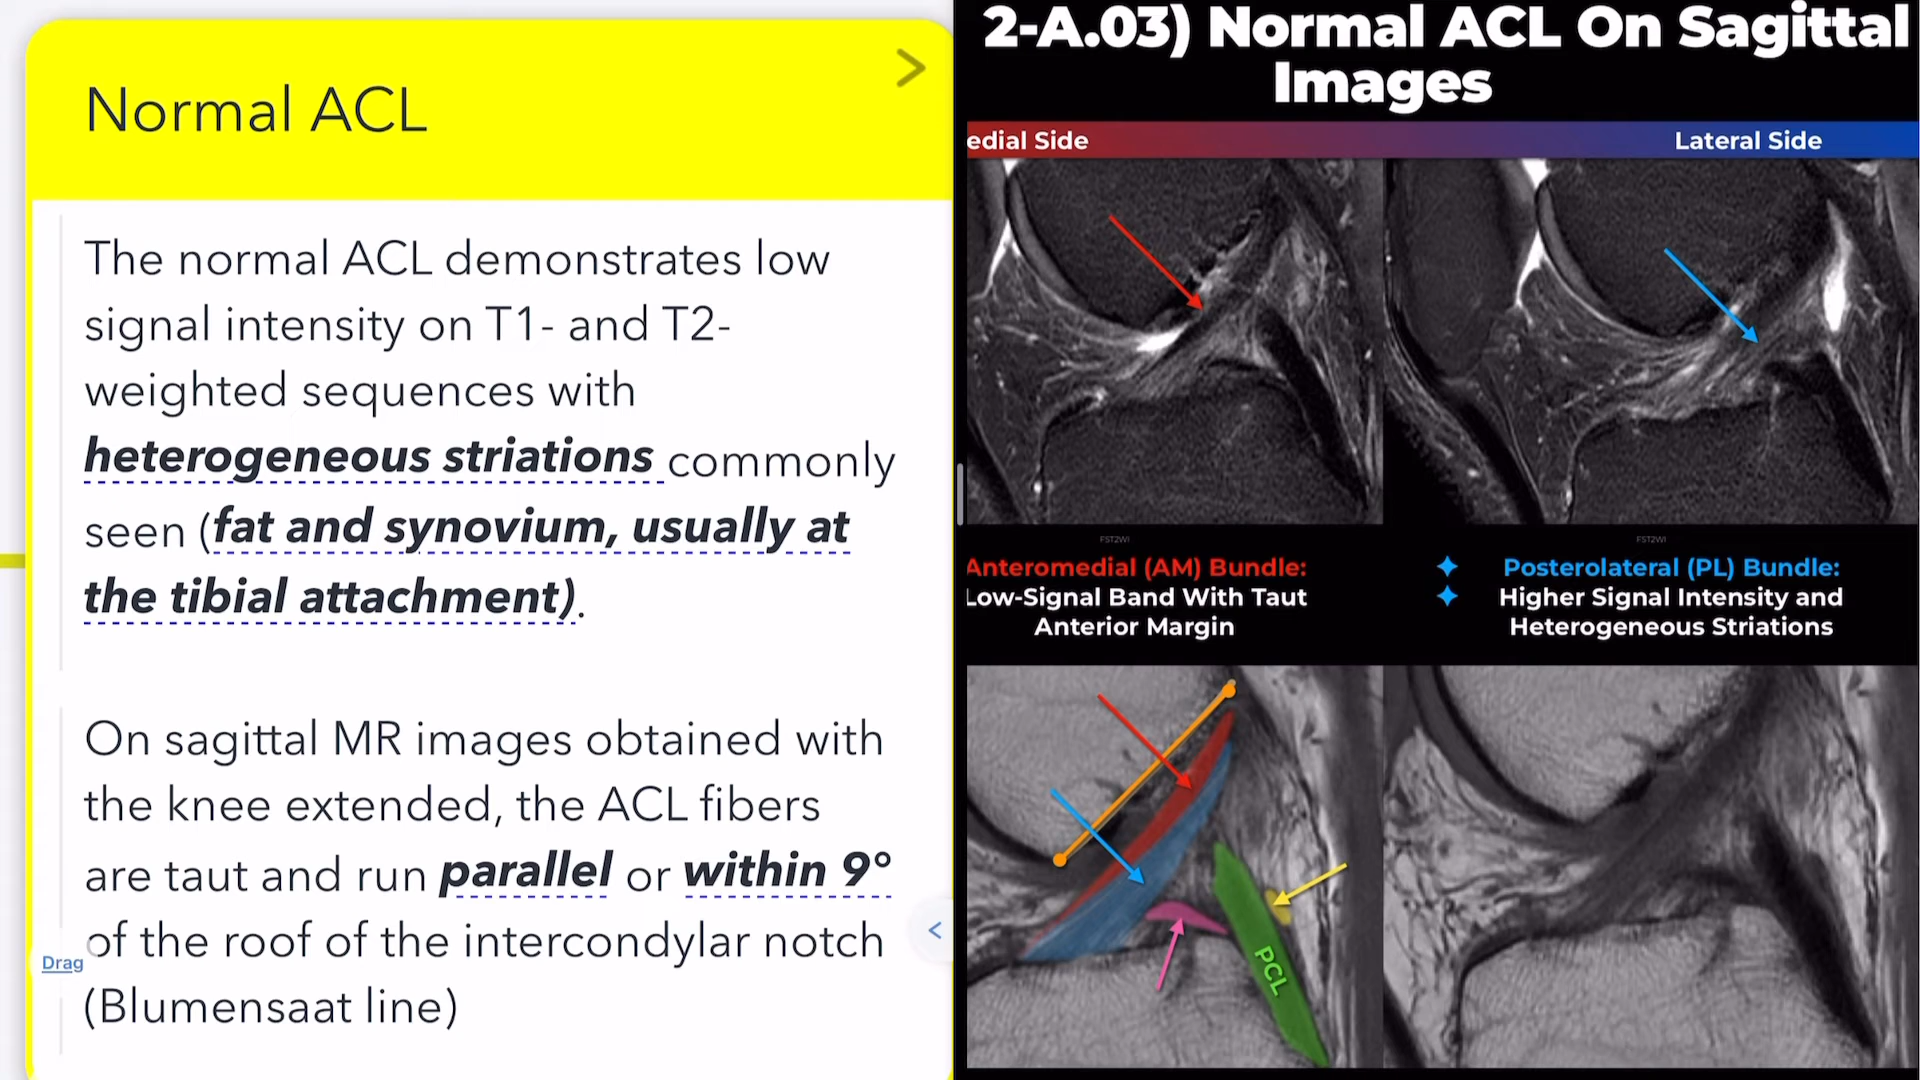 Normal ACL
>
The normal ACL demonstrates low
signal intensity on T1- and T2-
weighted sequences with
heterogeneous striations commonly
seen (fat and synovium, usually at
the tibial attachment).
On sagittal MR images obtained with
the knee extended, the ACL fibers
are taut and run parallel or within 9°
of the roof of the intercondylar notch
(Blumensaat line)
Drag
<
2-A.03) Normal ACL On Sagittal
Images
edial Side
Lateral Side
FST2WI
FST2WI
Anteromedial (AM) Bundle:
Low-Signal Band With Taut
Anterior Margin
Posterolateral (PL) Bundle:
Higher Signal Intensity and
Heterogeneous Striations
PCL